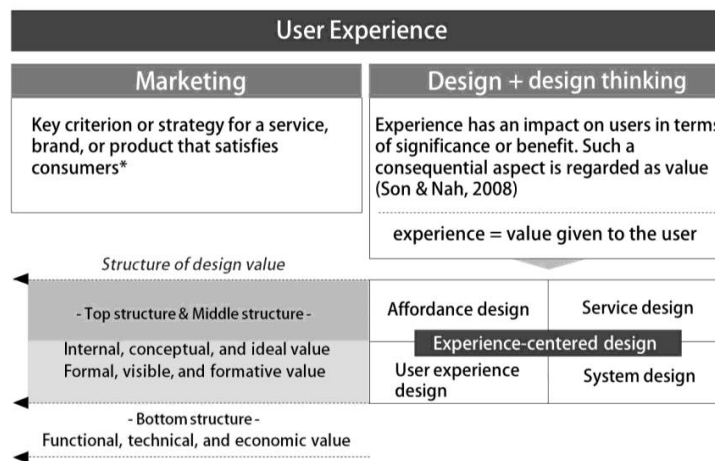 User Experience
Marketing
Key criterion or strategy for a service,
brand, or product that satisfies
consumers*
Design + design thinking
Experience has an impact on users in terms
of significance or benefit. Such a
consequential aspect is regarded as value
(Son & Nah, 2008)
experience = value given to the user
Structure of design value
- Top structure & Middle structure -
Internal, conceptual, and ideal value
Formal, visible, and formative value
- Bottom structure -
Functional, technical, and economic value
Affordance design
Service design
Experience-centered design
User experience
design
System design